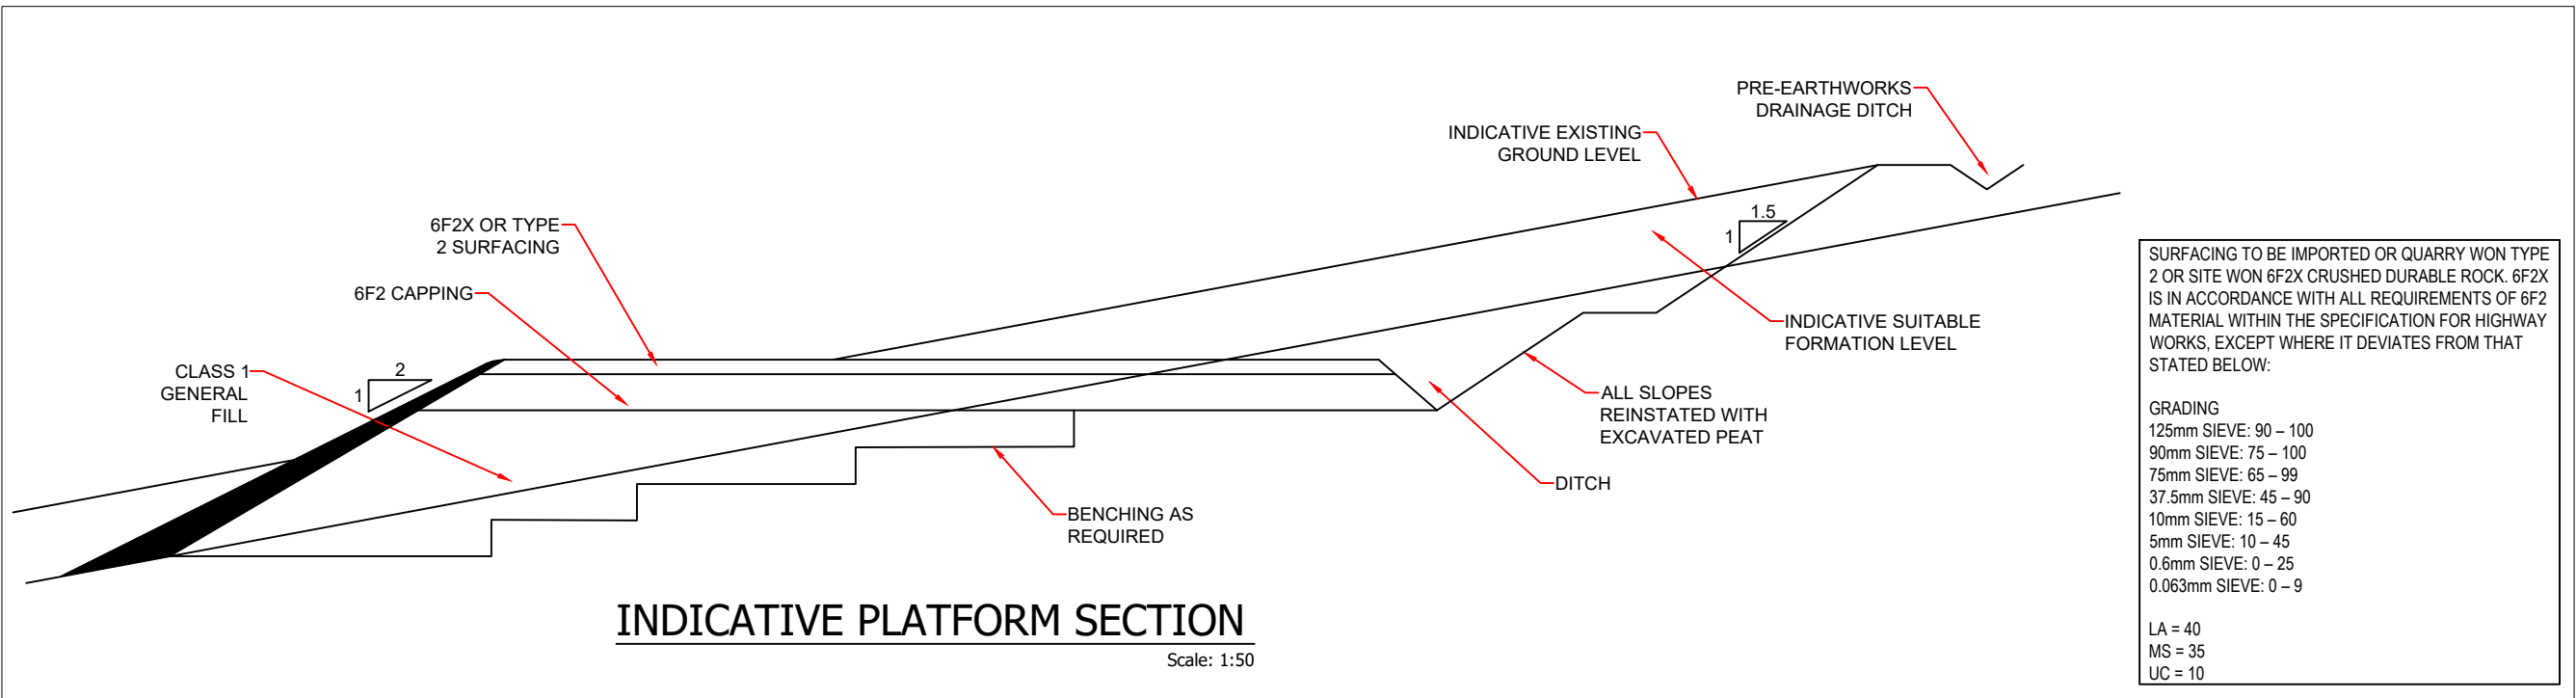 PRE-EARTHWORKS
DRAINAGE DITCH
INDICATIVE EXISTING
GROUND LEVEL
6F2X OR TYPE
2 SURFACING
1.5
1
6F2 CAPPING
INDICATIVE SUITABLE
FORMATION LEVEL
CLASS 1
GENERAL
FILL
2
1
ALL SLOPES
REINSTATED WITH
EXCAVATED PEAT
DITCH
BENCHING AS
REQUIRED
INDICATIVE PLATFORM SECTION
Scale: 1:50
SURFACING TO BE IMPORTED OR QUARRY WON TYPE
2 OR SITE WON 6F2X CRUSHED DURABLE ROCK. 6F2X
IS IN ACCORDANCE WITH ALL REQUIREMENTS OF 6F2
MATERIAL WITHIN THE SPECIFICATION FOR HIGHWAY
WORKS, EXCEPT WHERE IT DEVIATES FROM THAT
STATED BELOW:
GRADING
125mm SIEVE: 90 – 100
90mm SIEVE: 75 – 100
75mm SIEVE: 65 – 99
37.5mm SIEVE: 45 – 90
10mm SIEVE: 15 – 60
5mm SIEVE: 10 – 45
0.6mm SIEVE: 0 – 25
0.063mm SIEVE: 0 – 9
LA = 40
MS = 35
UC = 10